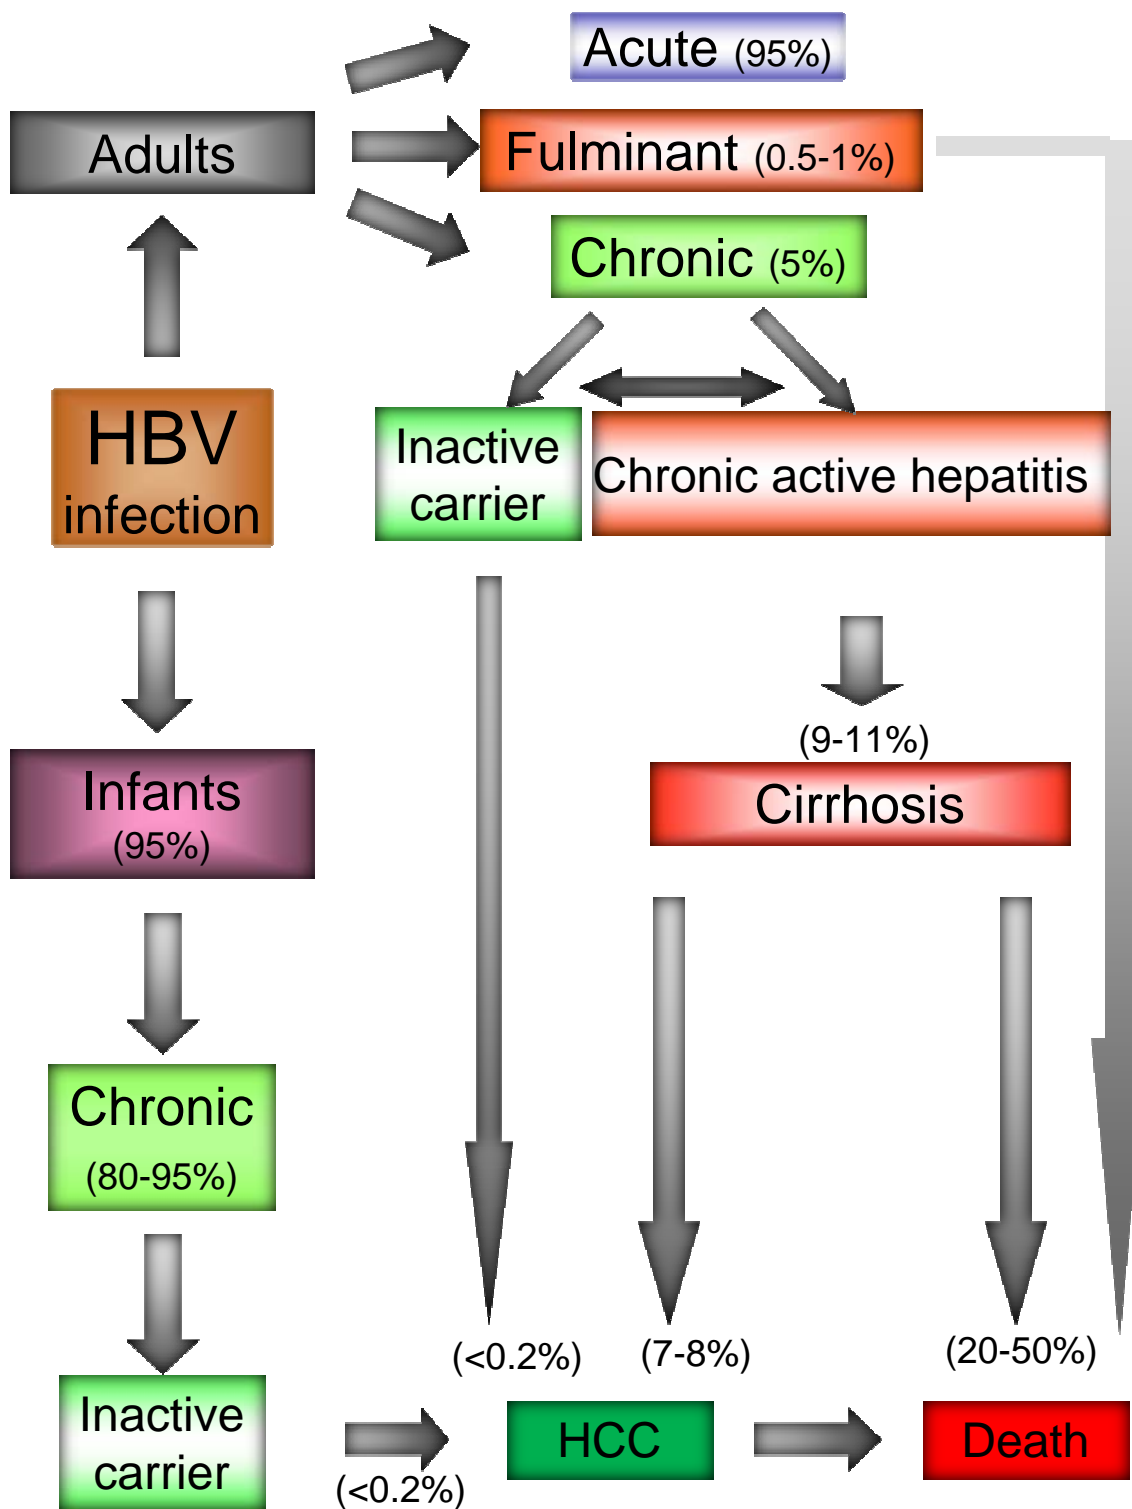 Acute (95%)
Adults
Fulminant (0.5-1%)
Chronic (5%)
HBV
infection
Inactive
carrier
Chronic active hepatitis
(9-11%)
Cirrhosis
Infants
(95%)
Chronic
(80-95%)
(<0.2%)
(7-8%)
(20-50%)
Inactive
carrier
(<0.2%)
HCC
Death